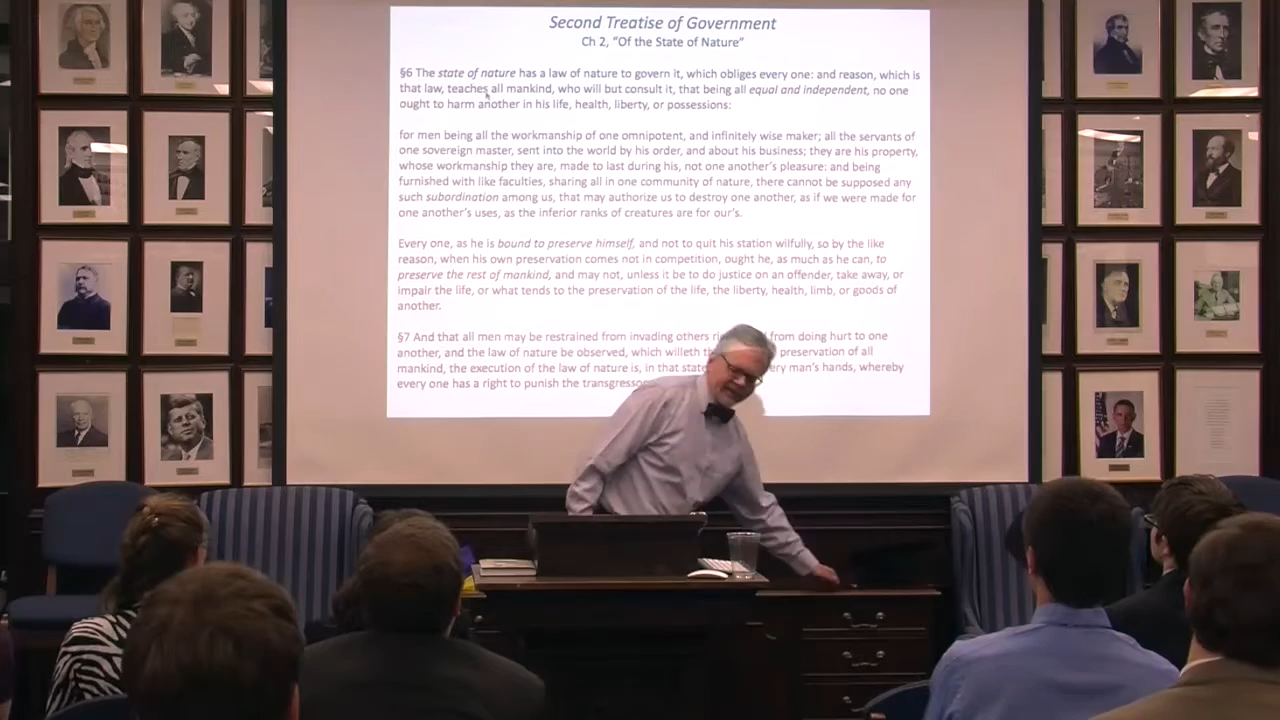 Second Treatise of Government
Ch 2, "Of the State of Nature"
§6 The state of nature has a law of nature to govern it, which obliges every one: and reason, which is
that law, teaches all mankind, who will but consult it, that being all equal and independent, no one
ought to harm another in his life, health, liberty, or possessions:
for men being all the workmanship of one omnipotent, and infinitely wise maker; all the servants of
one sovereign master, sent into the world by his order, and about his business; they are his property,
whose workmanship they are, made to last during his, not one another's pleasure: and being
furnished with like faculties, sharing all in one community of nature, there cannot be supposed any
such subordination among us, that may authorize us to destroy one another, as if we were made for
one another's uses, as the inferior ranks of creatures are for our's.
Every one, as he is bound to preserve himself, and not to quit his station wilfully, so by the like
reason, when his own preservation comes not in competition, ought he, as much as he can, to
preserve the rest of mankind, and may not, unless it be to do justice on an offender, take away, or
impair the life, or what tends to the preservation of the life, the liberty, health, limb, or goods of
another.
§7 And that all men may be restrained from invading others from doing hurt to one
another, and the law of nature be observed, which willeth preservation of all
mankind, the execution of the law of nature is, in that man's hands, whereby
every one has a right to punish the